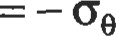 = − σ_θ